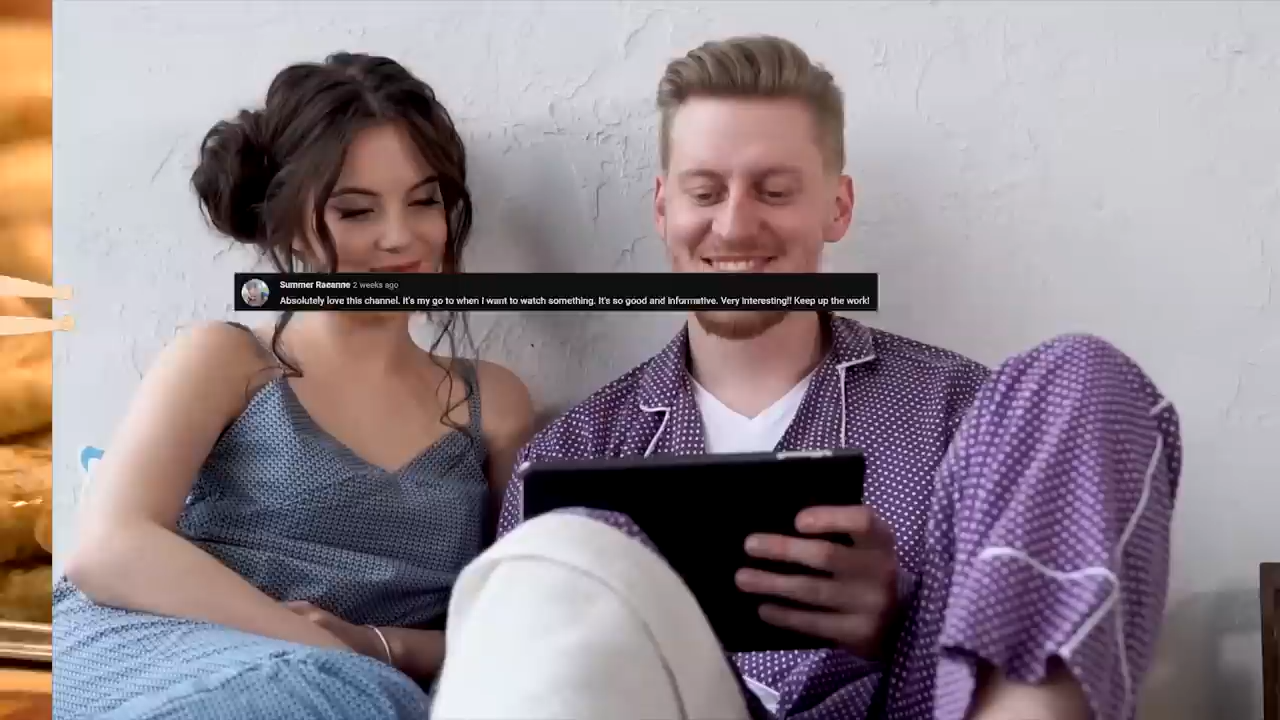 Summer Raeanne 2 weeks ago
Absolutely love this channel. It's my go to when I want to watch something. It's so good and informative. Very interesting!! Keep up the work!